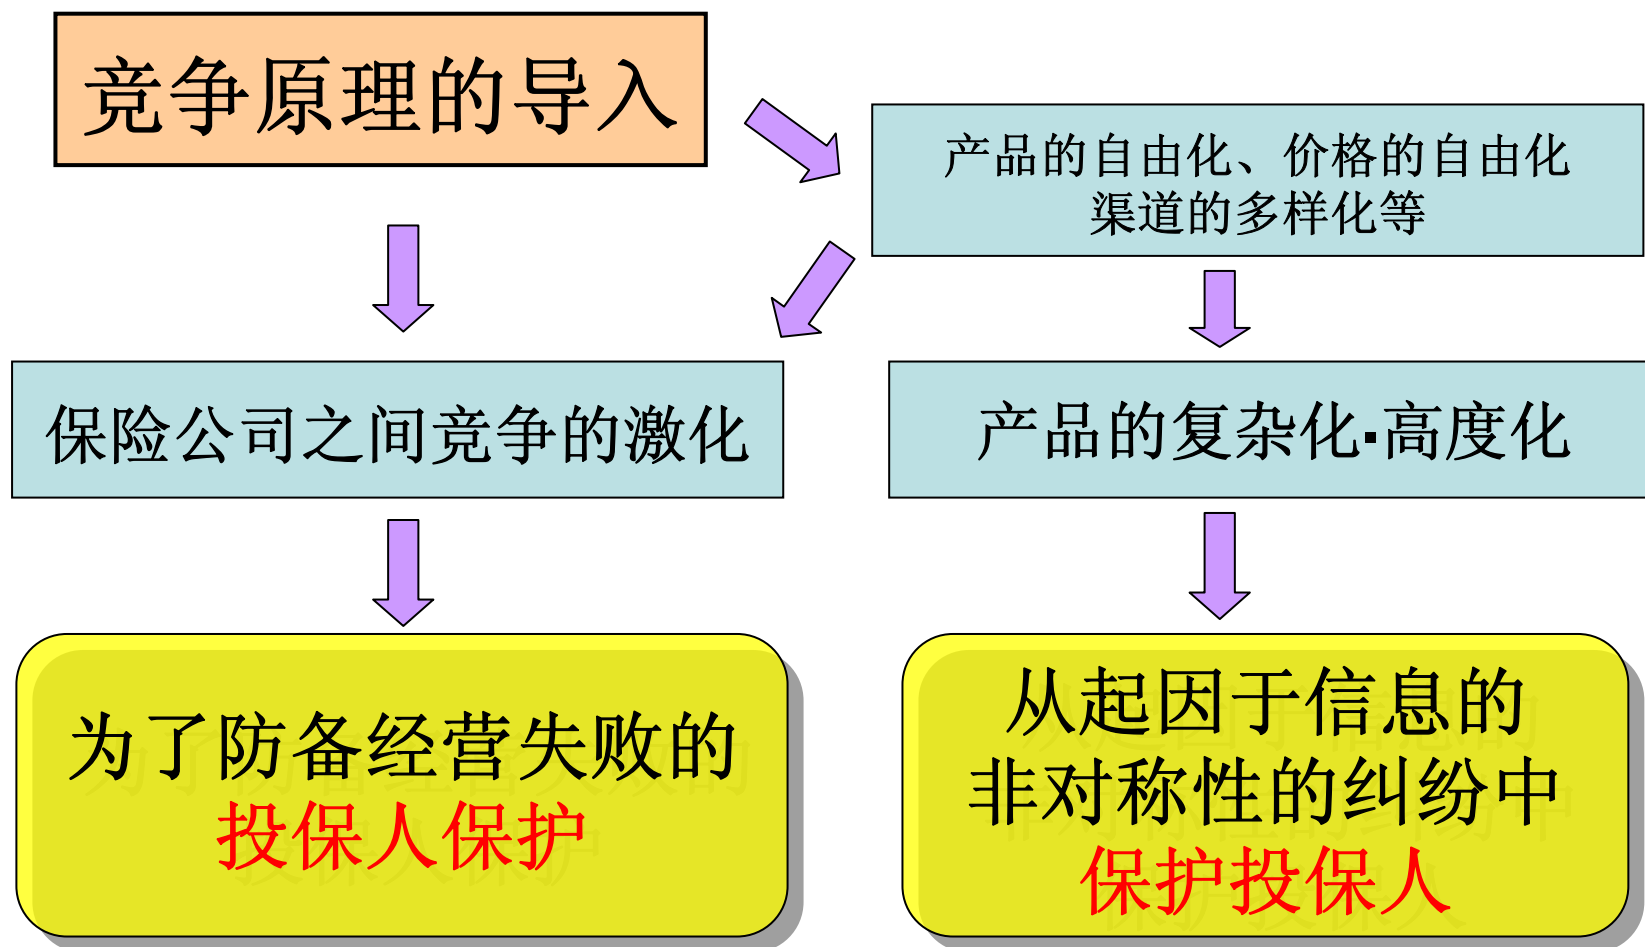 竞争原理的导入
产品的自由化、价格的自由化
渠道的多样化等
保险公司之间竞争的激化
产品的复杂化·高度化
为了防备经营失败的
投保人保护
从起因于信息的
非对称性的纠纷中
保护投保人